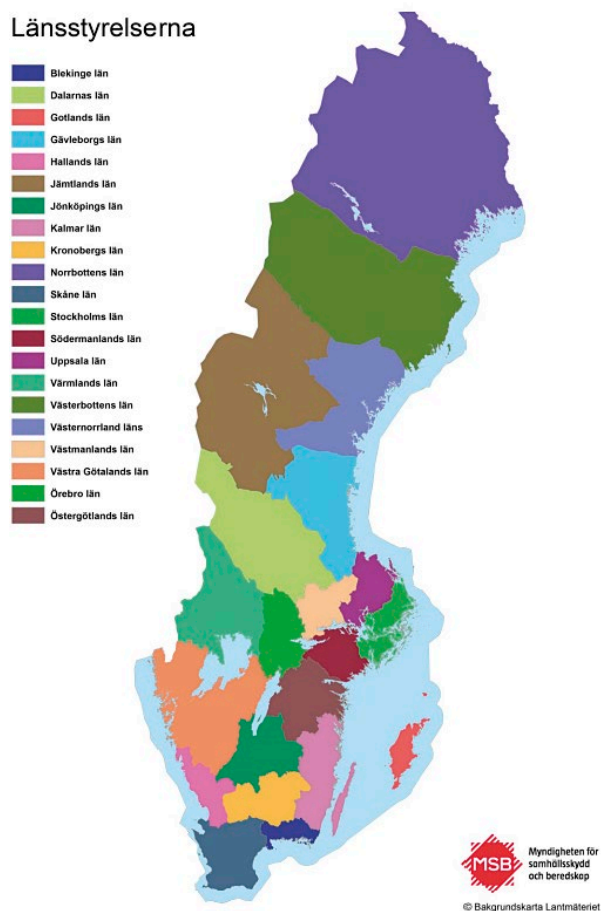 Länsstyrelserna
Blekinge län
Dalarnas län
Gotlands län
Gävleborgs län
Hallands län
Jämtlands län
Jönköpings län
Kalmar län
Kronobergs län
Norrbottens län
Skåne län
Stockholms län
Södermanlands län
Uppsala län
Värmlands län
Västerbottens län
Västernorrland läns
Västmanlands län
Västra Götalands län
Örebro län
Östergötlands län
MSB
Myndigheten för
samhällsskydd
och beredskap
© Bakgrundskarta Lantmäteriet